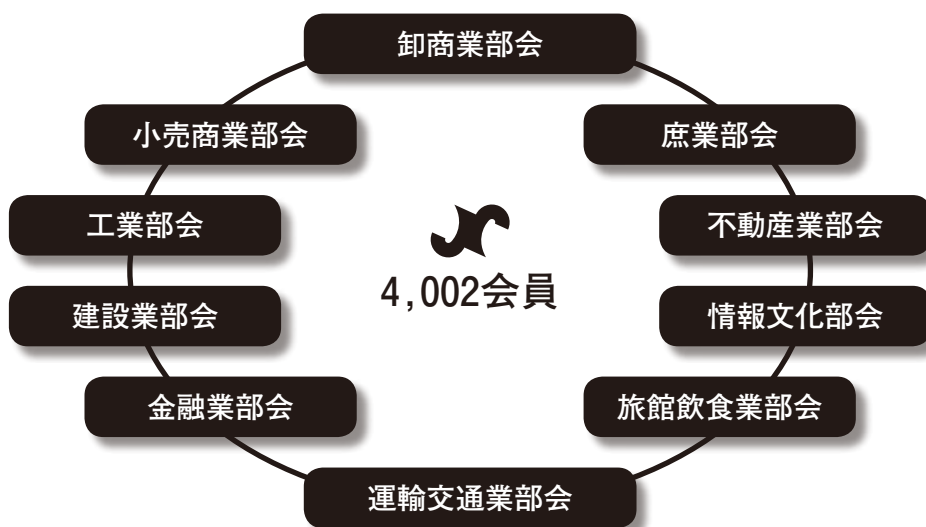 卸商業部会
小売商業部会
庶業部会
工業部会
不動産業部会
4,002会員
建設業部会
情報文化部会
金融業部会
旅館飲食業部会
運輸交通業部会